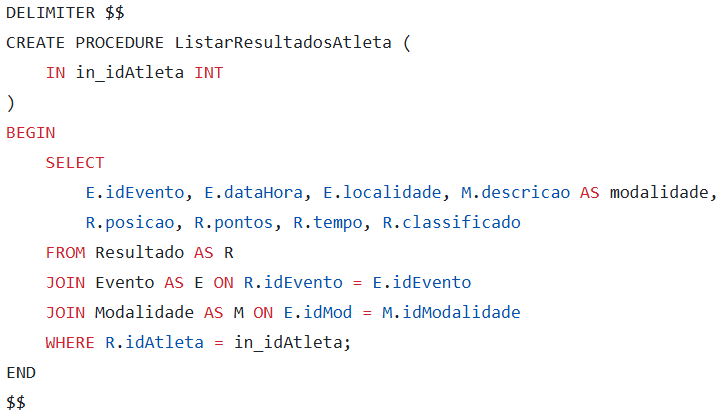 DELIMITER $$
CREATE PROCEDURE ListarResultadosAtleta (
    IN in_idAtleta INT
)
BEGIN
    SELECT
        E.idEvento, E.dataHora, E.localidade, M.descricao AS modalidade,
        R.posicao, R.pontos, R.tempo, R.classificado
    FROM Resultado AS R
    JOIN Evento AS E ON R.idEvento = E.idEvento
    JOIN Modalidade AS M ON E.idMod = M.idModalidade
    WHERE R.idAtleta = in_idAtleta;
END
$$